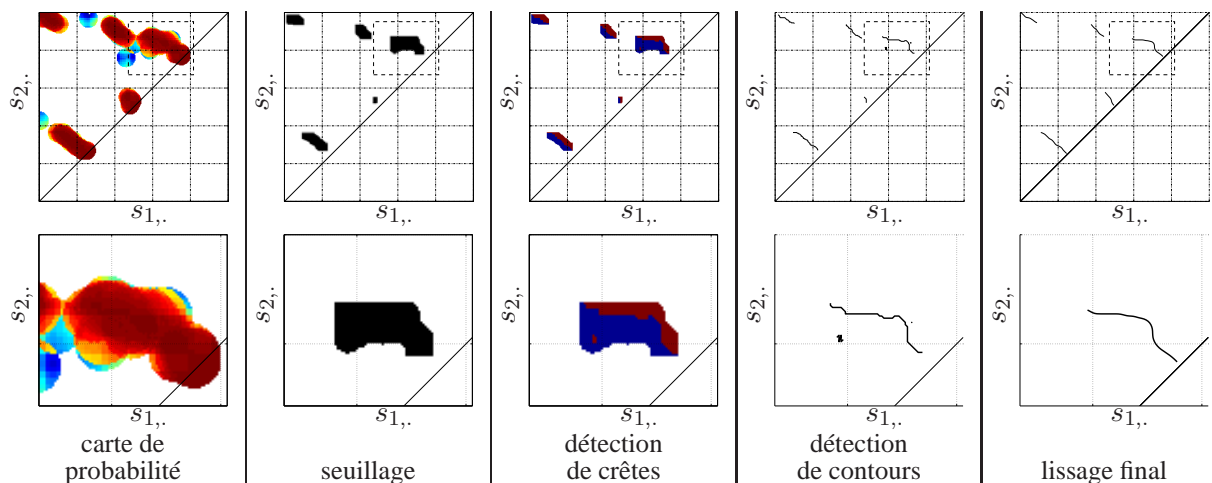 s2,.
s1,. s1,. s1,. s1,. s1,.
s2,. s2,. s2,. s2,.
s2,. s2,. s2,. s2,. s2,.
s1,. s1,. s1,. s1,. s1,.
carte de
probabilité
seuillage
détection
de crêtes
détection
de contours
lissage final